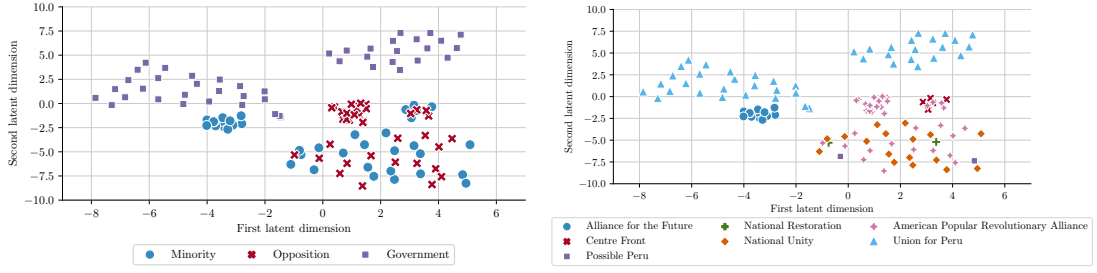 10.0
7.5
5.0
2.5
0.0
−2.5
−5.0
−7.5
−10.0
Second latent dimension
−8
−6
−4
−2
0
2
4
6
First latent dimension
Minority
Opposition
Government
10.0
7.5
5.0
2.5
0.0
−2.5
−5.0
−7.5
−10.0
Second latent dimension
−8
−6
−4
−2
0
2
4
6
First latent dimension
Alliance for the Future
National Restoration
American Popular Revolutionary Alliance
Centre Front
National Unity
Union for Peru
Possible Peru